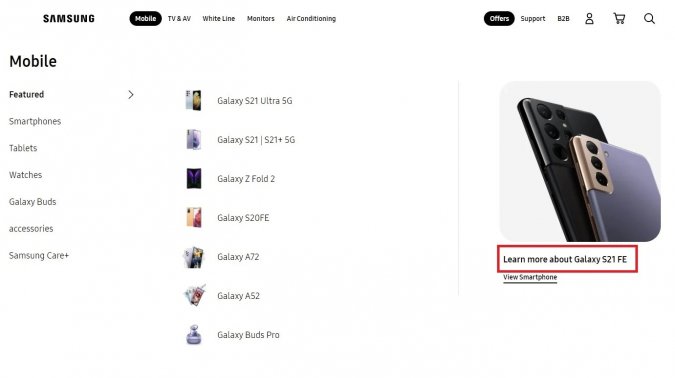 SAMSUNG Mobile TV & AV White Line Monitors Air Conditioning Offers Support B2B
Mobile
Featured
Smartphones
Tablets
Watches
Galaxy Buds
accessories
Samsung Care+
Galaxy S21 Ultra 5G
Galaxy S21 | S21+ 5G
Galaxy Z Fold 2
Galaxy S20FE
Galaxy A72
Galaxy A52
Galaxy Buds Pro
Learn more about Galaxy S21 FE
View Smartphone